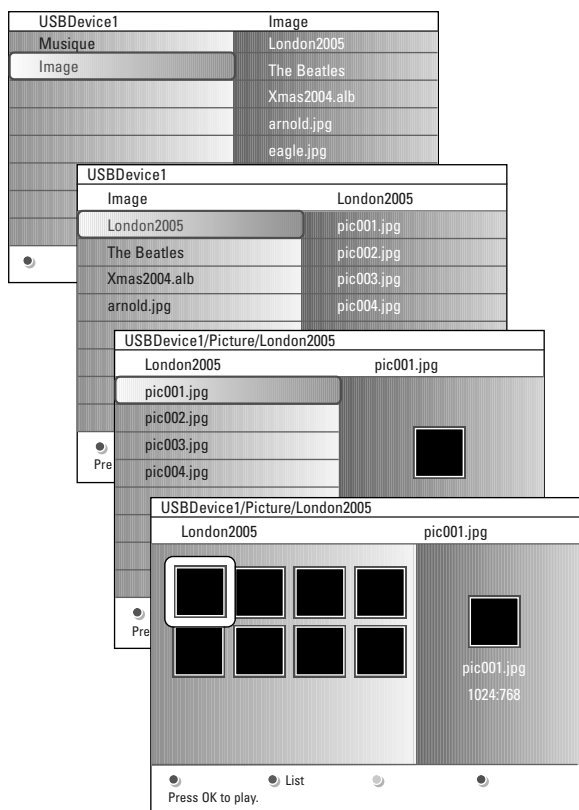 USBDevice1 Image
Musique London2005
Image The Beatles
Xmas2004.alb
arnold.jpg
eagle.jpg
USBDevice1
Image London2005
London2005 pic001.jpg
The Beatles pic002.jpg
Xmas2004.alb pic003.jpg
arnold.jpg pic004.jpg
Pre
USBDevice1/Picture/London2005
London2005 pic001.jpg
pic001.jpg
pic002.jpg
pic003.jpg
pic004.jpg
Pre
USBDevice1/Picture/London2005
London2005 pic001.jpg
pic001.jpg
1024:768
List
Press OK to play.